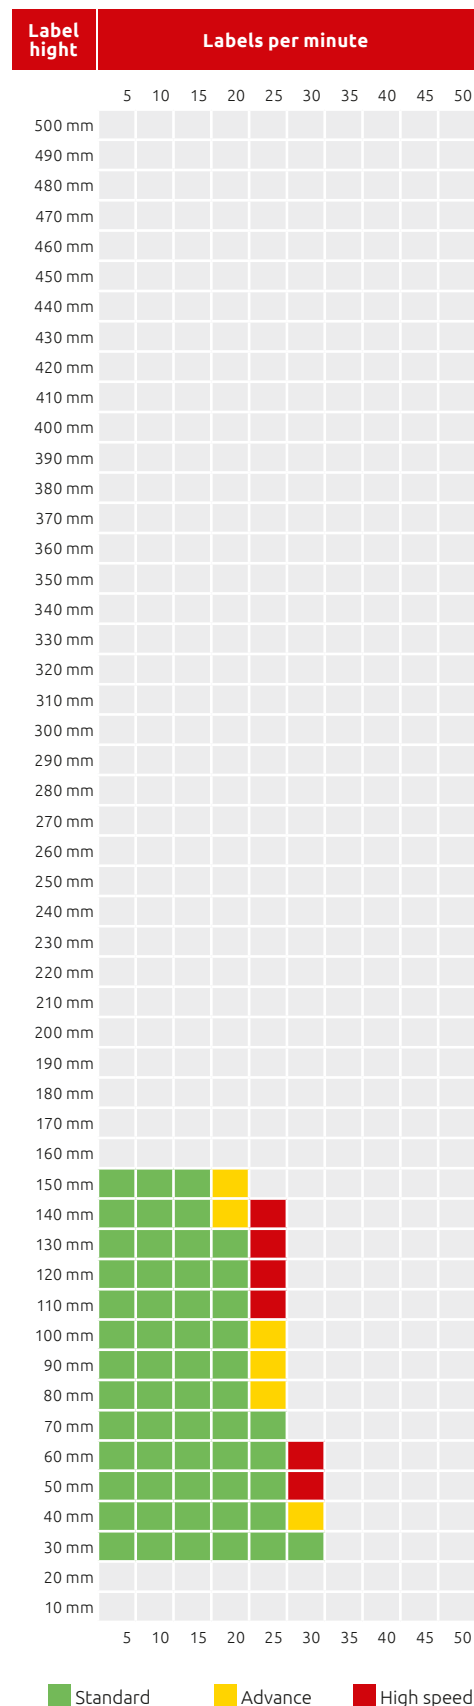 Label
hight
Labels per minute
5 10 15 20 25 30 35 40 45 50
500 mm
490 mm
480 mm
470 mm
460 mm
450 mm
440 mm
430 mm
420 mm
410 mm
400 mm
390 mm
380 mm
370 mm
360 mm
350 mm
340 mm
330 mm
320 mm
310 mm
300 mm
290 mm
280 mm
270 mm
260 mm
250 mm
240 mm
230 mm
220 mm
210 mm
200 mm
190 mm
180 mm
170 mm
160 mm
150 mm
140 mm
130 mm
120 mm
110 mm
100 mm
90 mm
80 mm
70 mm
60 mm
50 mm
40 mm
30 mm
20 mm
10 mm
5 10 15 20 25 30 35 40 45 50
Standard Advance High speed